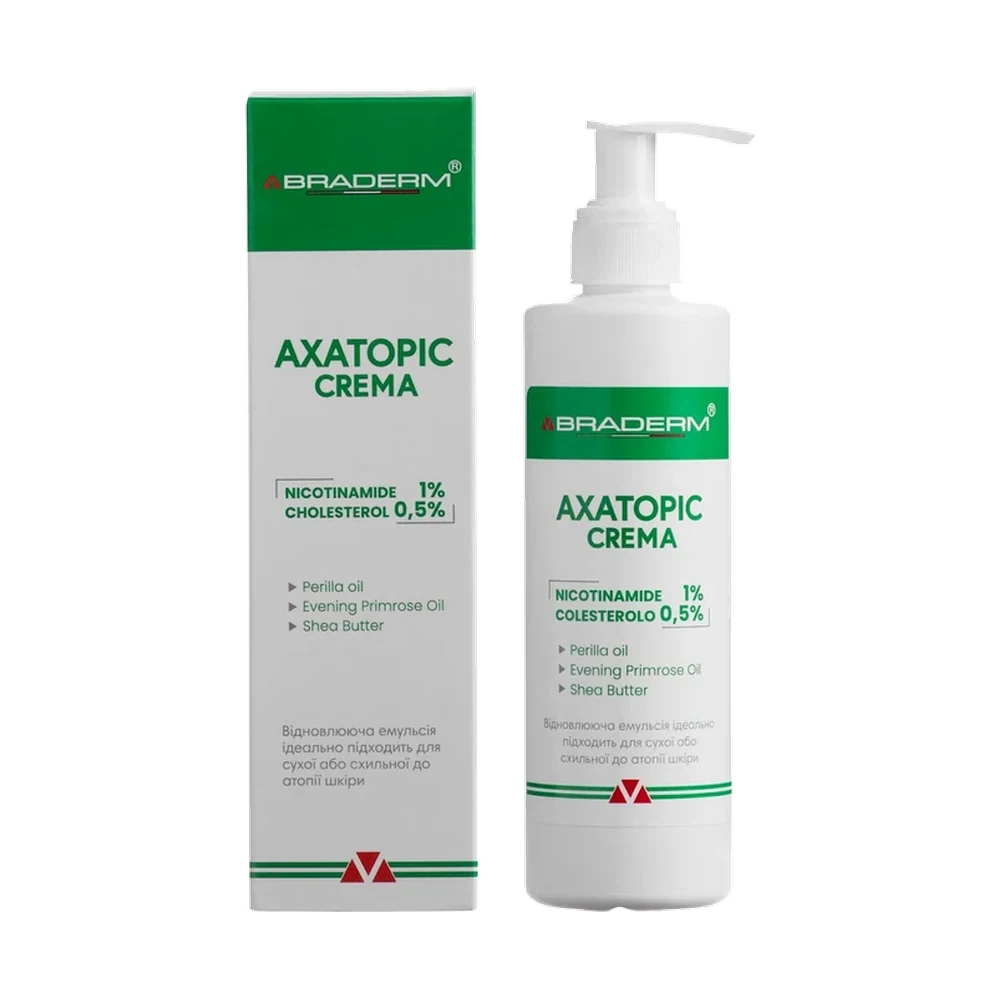 BRADERM®
AXATOPIC
CREMA
NICOTINAMIDE 1%
CHOLESTEROL 0,5%
Perilla oil
Evening Primrose Oil
Shea Butter
Відновлююча емульсія
ідеально підходить для
сухої або схильної до
атопії шкіри
BRADERM®
AXATOPIC
CREMA
NICOTINAMIDE 1%
COLESTEROLO 0,5%
Perilla oil
Evening Primrose Oil
Shea Butter
Відновлююча емульсія ідеально
підходить для сухої або
схильної до атопії шкіри